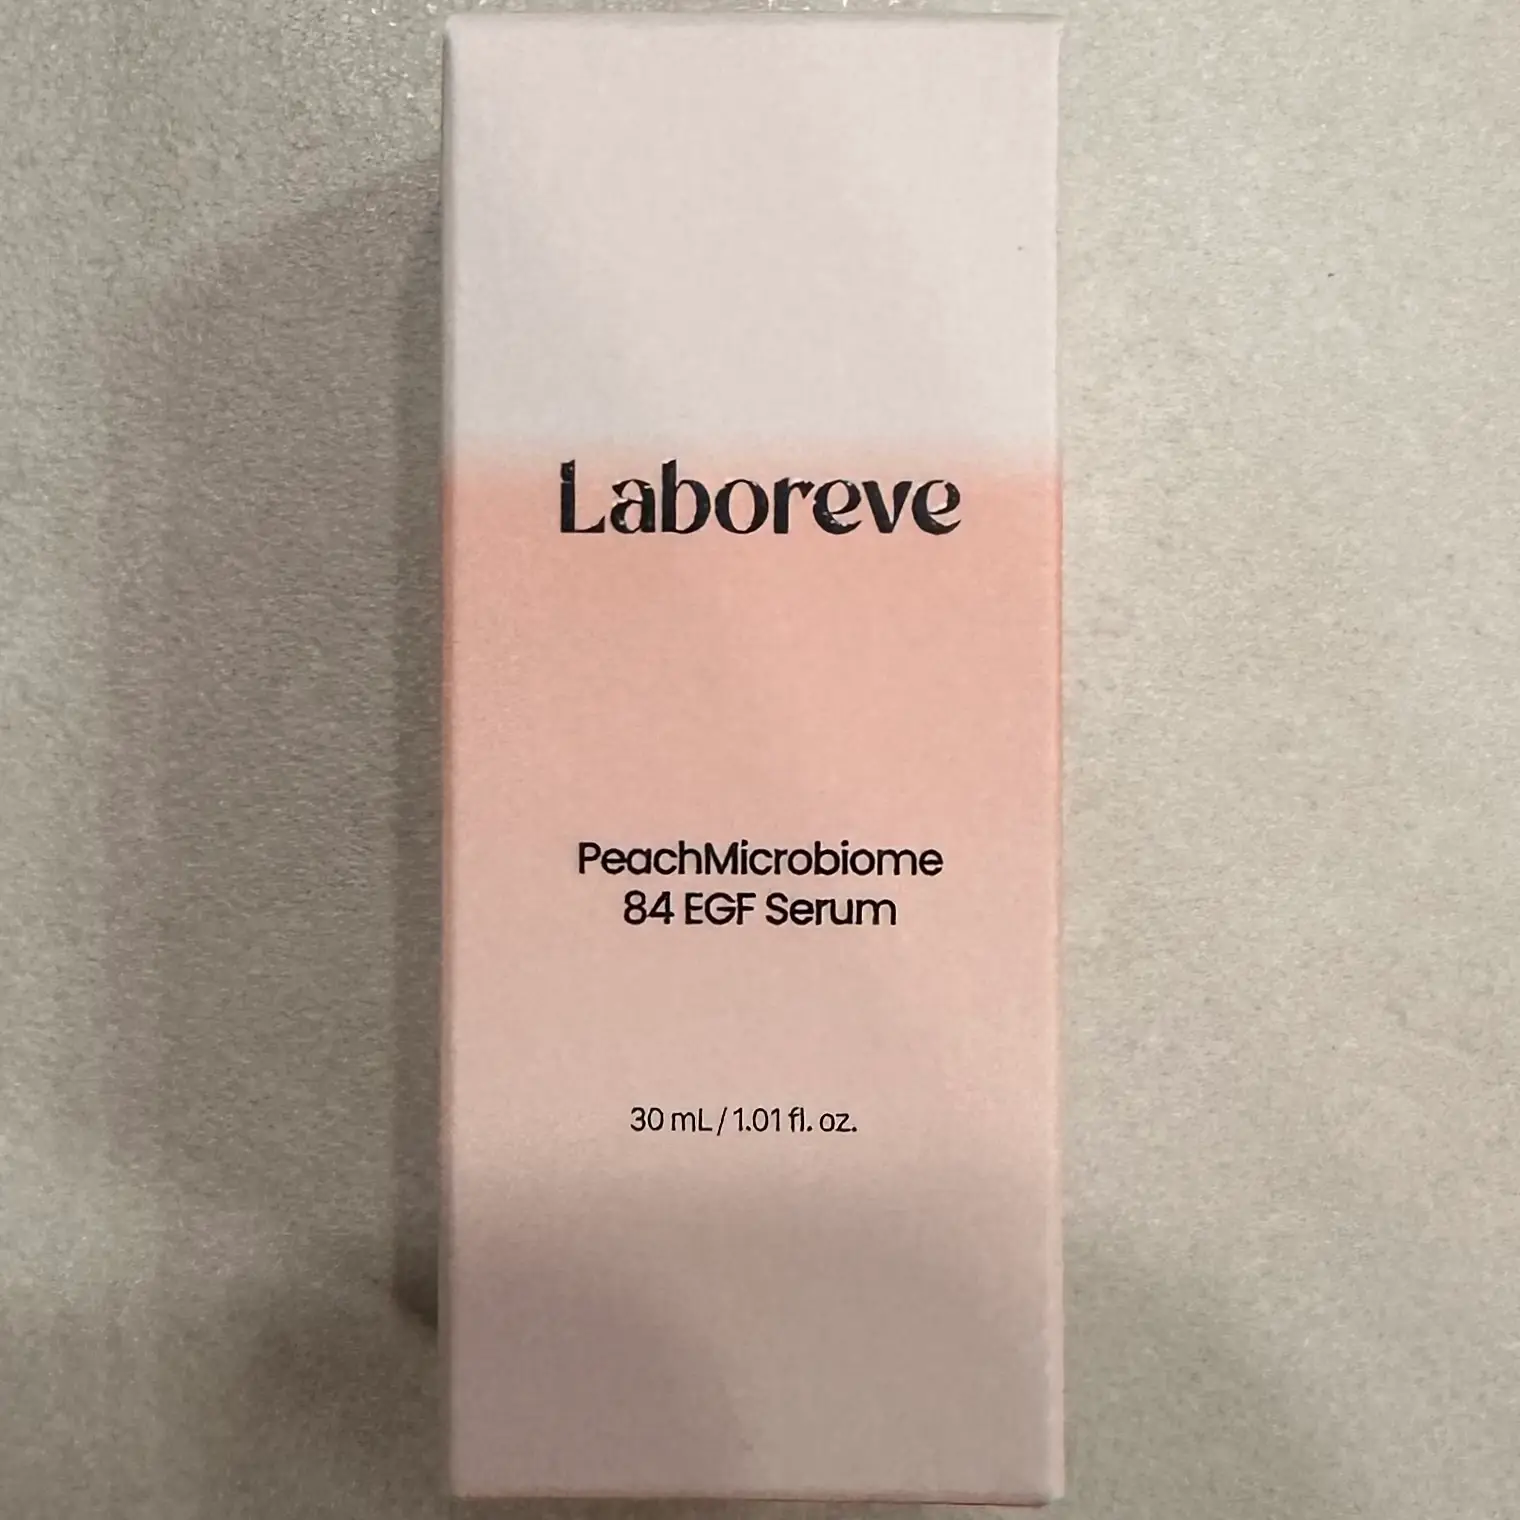 Laboreve
PeachMicrobiome
84 EGF Serum
30 mL / 1.01 fl. oz.